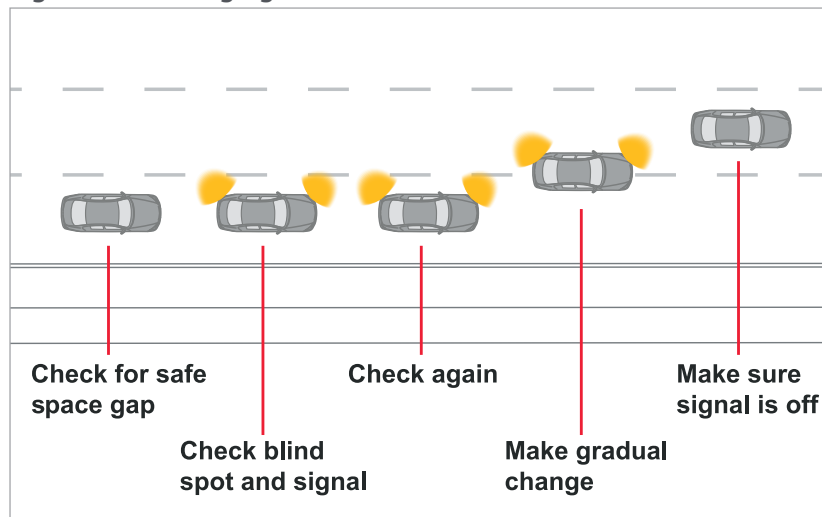 Check for safe
space gap
Check blind
spot and signal
Check again
Make gradual
change
Make sure
signal is off